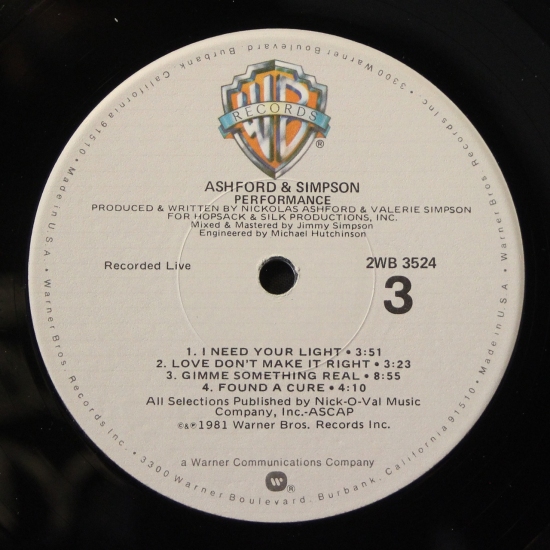 WB
RECORDS
®
ASHFORD & SIMPSON
PERFORMANCE
PRODUCED & WRITTEN BY NICKOLAS ASHFORD & VALERIE SIMPSON
FOR HOPSACK & SILK PRODUCTIONS, INC.
Mixed & Mastered by Jimmy Simpson
Engineered by Michael Hutchinson
Recorded Live
2WB 3524
3
1. I NEED YOUR LIGHT • 3:51
2. LOVE DON'T MAKE IT RIGHT • 3:23
3. GIMME SOMETHING REAL • 8:55
4. FOUND A CURE • 4:10
All Selections Published by Nick-O-Val Music
Company, Inc.-ASCAP
©&℗1981 Warner Bros. Records Inc.
a Warner Communications Company
®
Warner Bros. Records Inc. • 3300 Warner Boulevard, Burbank, California 91510 • Made in U.S.A. •
Warner Bros. Records Inc. • 3300 Warner Boulevard, Burbank, California 91510 • Made in U.S.A. •